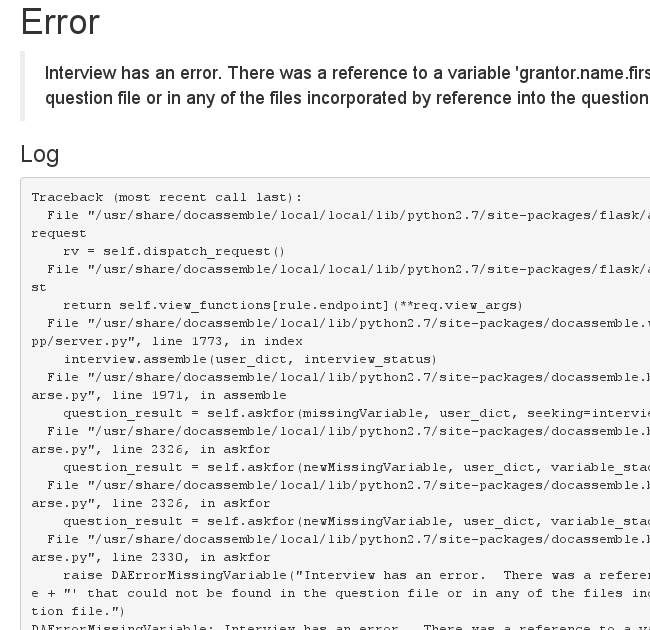 Error
Interview has an error. There was a reference to a variable 'grantor.name.firs
question file or in any of the files incorporated by reference into the question
Log
Traceback (most recent call last):
File "/usr/share/docassemble/local/local/lib/python2.7/site-packages/flask/a
request
rv = self.dispatch_request()
File "/usr/share/docassemble/local/local/lib/python2.7/site-packages/flask/a
st
return self.view_functions[rule.endpoint](**req.view_args)
File "/usr/share/docassemble/local/local/lib/python2.7/site-packages/docassemble.w
pp/server.py", line 1773, in index
interview.assemble(user_dict, interview_status)
File "/usr/share/docassemble/local/local/lib/python2.7/site-packages/docassemble.b
arse.py", line 1971, in assemble
question_result = self.askfor(missingVariable, user_dict, seeking=intervie
File "/usr/share/docassemble/local/local/lib/python2.7/site-packages/docassemble.b
arse.py", line 2326, in askfor
question_result = self.askfor(newMissingVariable, user_dict, variable_stac
File "/usr/share/docassemble/local/local/lib/python2.7/site-packages/docassemble.b
arse.py", line 2326, in askfor
question_result = self.askfor(newMissingVariable, user_dict, variable_stac
File "/usr/share/docassemble/local/local/lib/python2.7/site-packages/docassemble.b
arse.py", line 2330, in askfor
raise DAErrorMissingVariable("Interview has an error.  There was a referen
e + "' that could not be found in the question file or in any of the files inc
tion file.")
DAErrorMissingVariable: Interview has an error.  There was a reference to a va